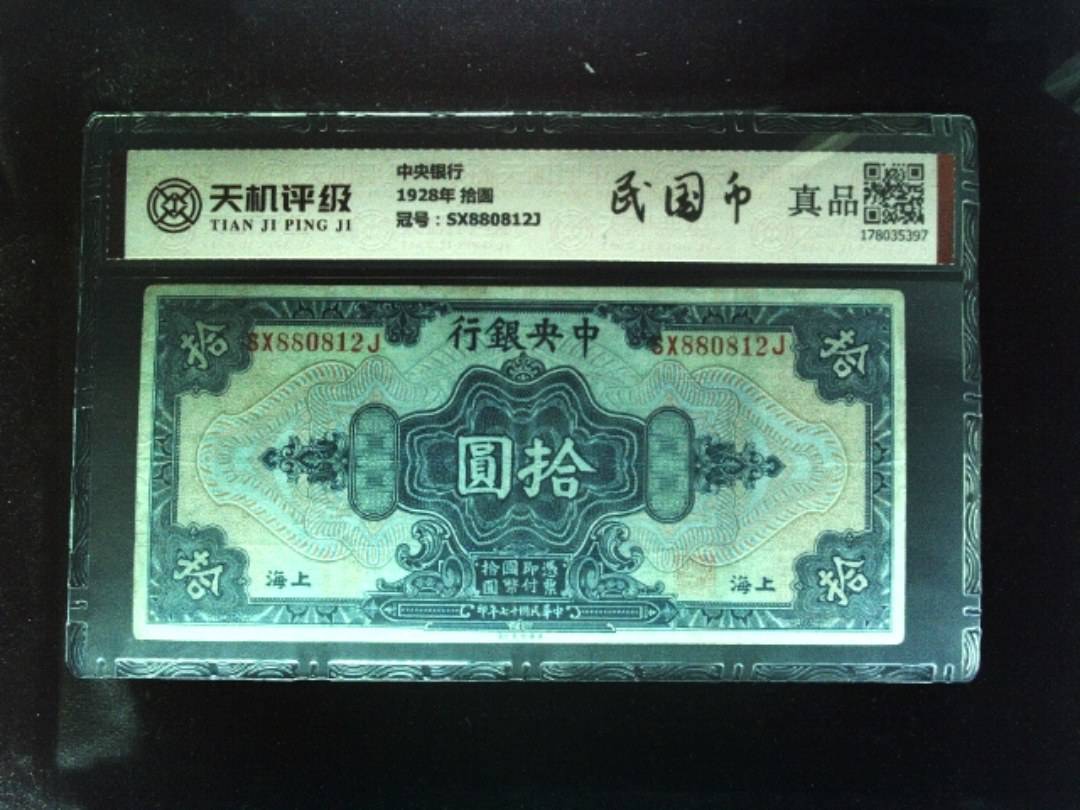 天机评级
TIAN JI PING JI
中央银行
1928年 拾圆
冠号：SX880812J
民国币
真品
178035397
拾
SX880812J
行銀央中
SX880812J
拾
圓拾
憑票
即付
國幣
拾圓
拾
上海
上海
拾
印年七十國民華中